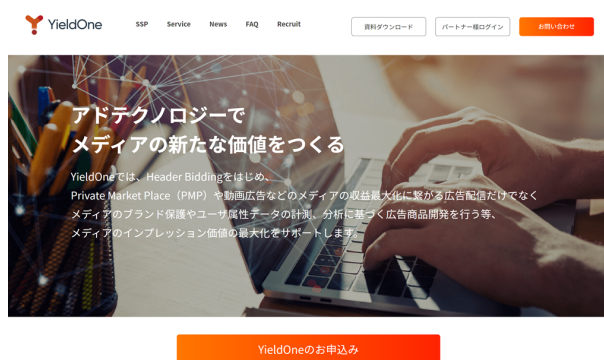 YieldOne
SSP Service News FAQ Recruit
資料ダウンロード パートナー様ログイン お問い合わせ
アドテクノロジーで
メディアの新たな価値をつくる
YieldOneでは、Header Biddingをはじめ、
Private Market Place（PMP）や動画広告などのメディアの収益最大化に繋がる広告配信だけでなく
メディアのブランド保護やユーザ属性データの計測、分析に基づく広告商品開発を行う等、
メディアのインプレッション価値の最大化をサポートします。
YieldOneのお申込み